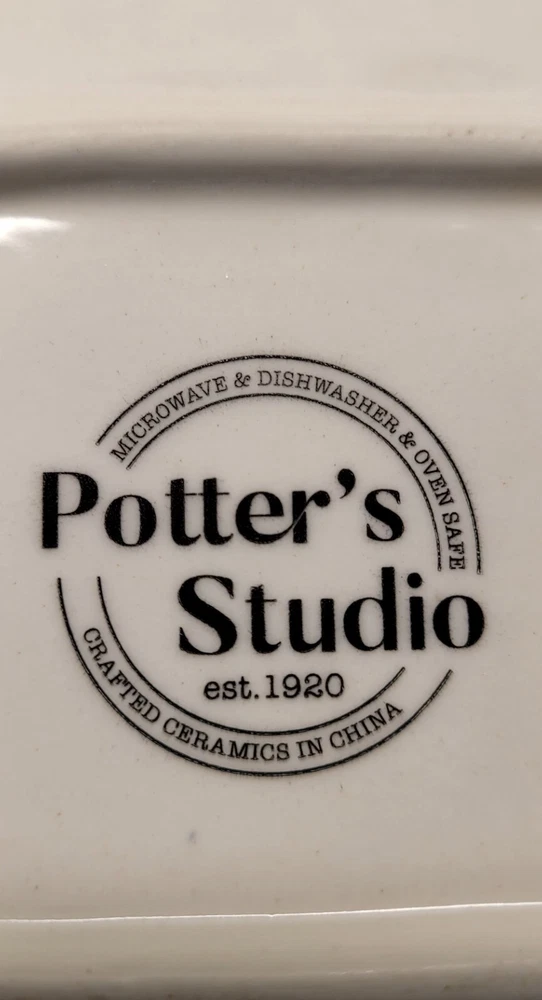 MICROWAVE & DISHWASHER & OVEN SAFE
Potter's
Studio
est.1920
CRAFTED CERAMICS IN CHINA